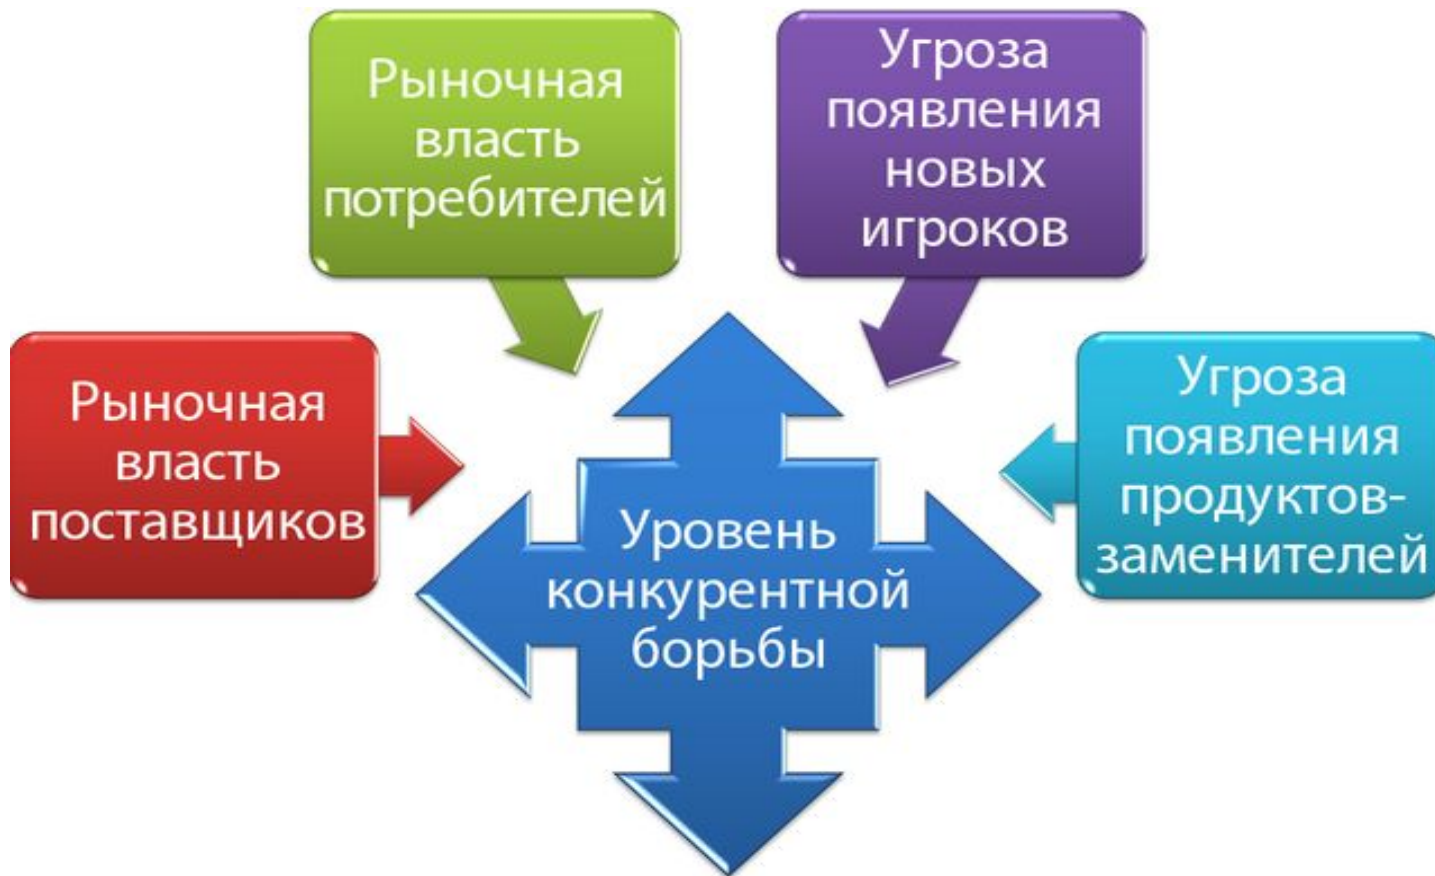 Рыночная
власть
потребителей
Угроза
появления
новых
игроков
Рыночная
власть
поставщиков
Угроза
появления
продуктов-
заменителей
Уровень
конкурентной
борьбы